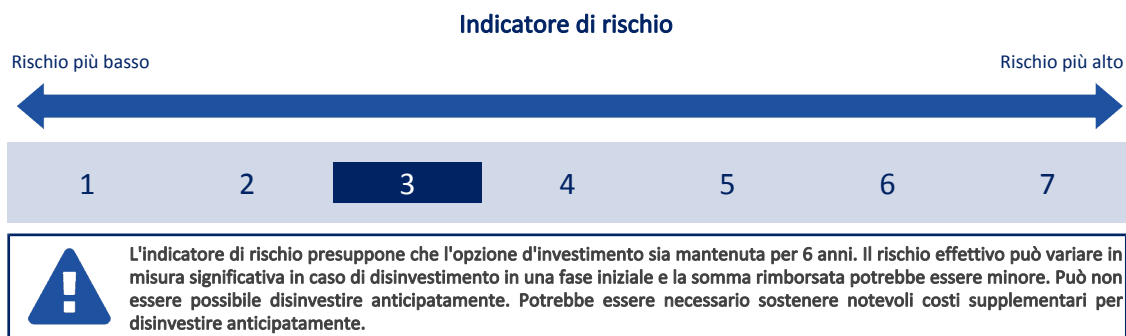 Indicatore di rischio
Rischio più basso Rischio più alto
1 2 3 4 5 6 7
L'indicatore di rischio presuppone che l'opzione d'investimento sia mantenuta per 6 anni. Il rischio effettivo può variare in
misura significativa in caso di disinvestimento in una fase iniziale e la somma rimborsata potrebbe essere minore. Può non
essere possibile disinvestire anticipatamente. Potrebbe essere necessario sostenere notevoli costi supplementari per
disinvestire anticipatamente.